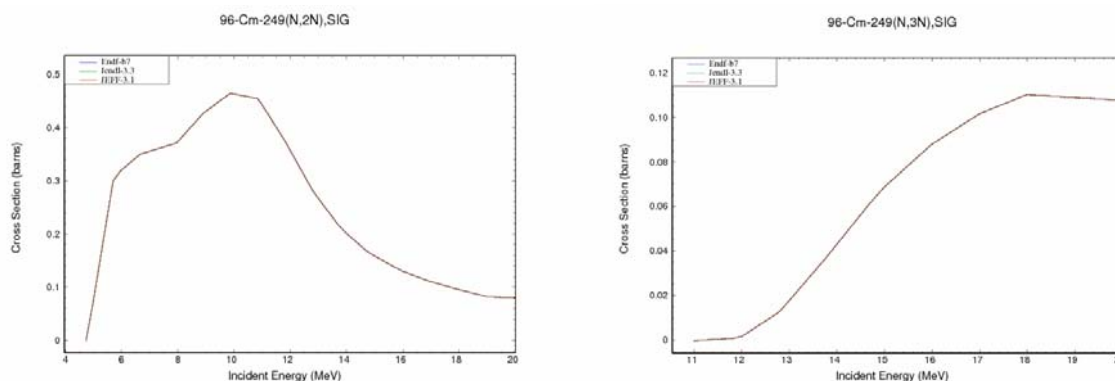 96-Cm-249(N,2N),SIG
Endf-b7
Jendl-3.3
JEFF-3.1
0.5
0.4
0.3
0.2
0.1
0
Cross Section (barns)
4 6 8 10 12 14 16 18 20
Incident Energy (MeV)
96-Cm-249(N,3N),SIG
Endf-b7
Jendl-3.3
JEFF-3.1
0.12
0.10
0.08
0.06
0.04
0.02
0
Cross Section (barns)
11 12 13 14 15 16 17 18 19
Incident Energy (MeV)